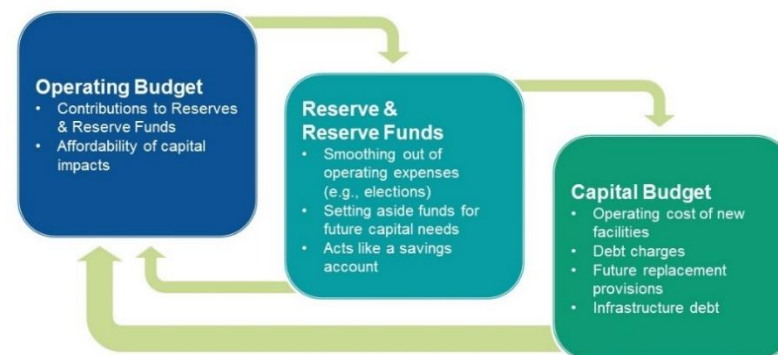 Operating Budget
• Contributions to Reserves
& Reserve Funds
• Affordability of capital
impacts
Reserve &
Reserve Funds
• Smoothing out of
operating expenses
(e.g., elections)
• Setting aside funds for
future capital needs
• Acts like a savings
account
Capital Budget
• Operating cost of new
facilities
• Debt charges
• Future replacement
provisions
• Infrastructure debt